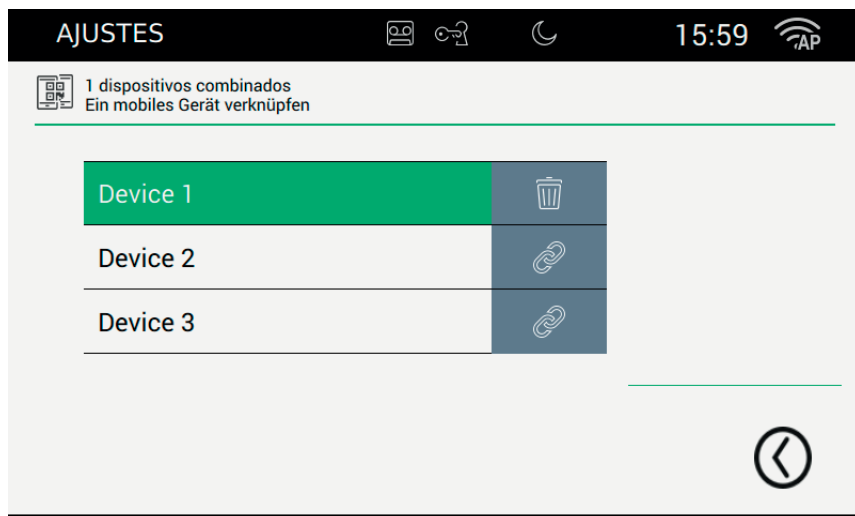 AJUSTES 15:59 AP
1 dispositivos combinados
Ein mobiles Gerät verknüpfen
Device 1
Device 2
Device 3